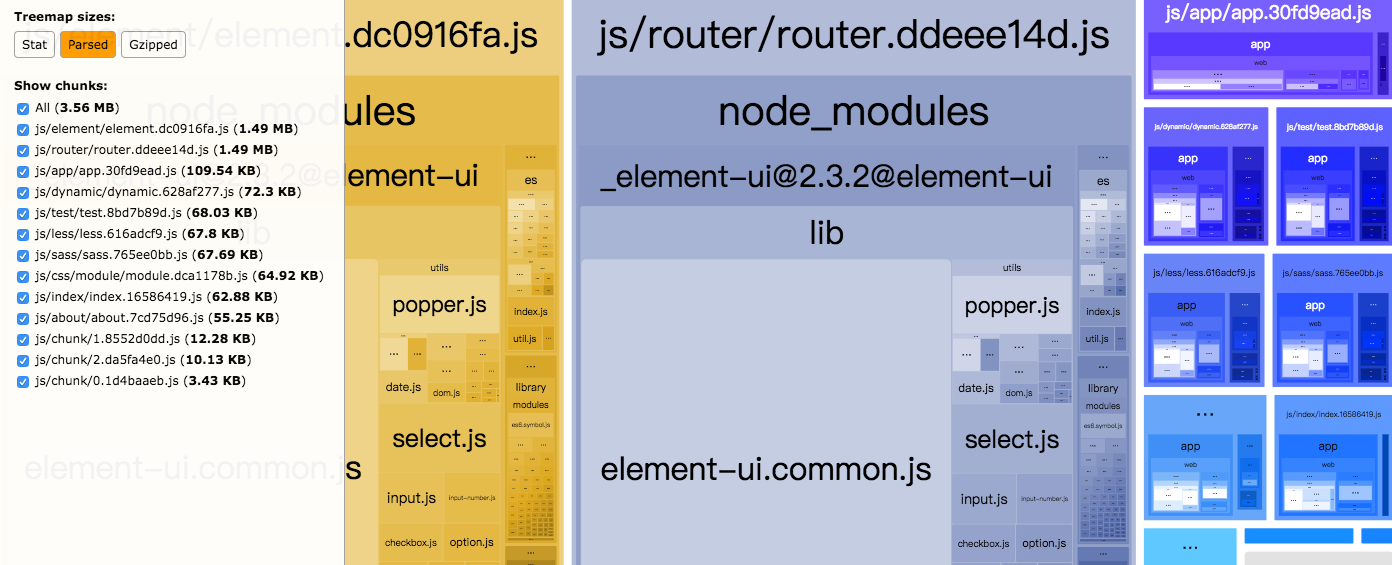 Treemap sizes:
Stat Parsed Gzipped
Show chunks:
All (3.56 MB)
js/element/element.dc0916fa.js (1.49 MB)
js/router/router.ddeee14d.js (1.49 MB)
js/app/app.30fd9ead.js (109.54 KB)
js/dynamic/dynamic.628af277.js (72.3 KB)
js/test/test.8bd7b89d.js (68.03 KB)
js/less/less.616adcf9.js (67.8 KB)
js/sass/sass.765ee0bb.js (67.69 KB)
js/css/module/module.dca1178b.js (64.92 KB)
js/index/index.16586419.js (62.88 KB)
js/about/about.7cd75d96.js (55.25 KB)
js/chunk/1.8552d0dd.js (12.28 KB)
js/chunk/2.da5fa4e0.js (10.13 KB)
js/chunk/0.1d4baaeb.js (3.43 KB)
js/element/element.dc0916fa.js
node_modules
element-ui
lib
element-ui.common.js
utils
popper.js
...
date.js
dom.js
select.js
input.js
input-number.js
checkbox.js
option.js
...
es
index.js
util.js
...
library
modules
es6.symbol.js
...
js/router/router.ddeee14d.js
node_modules
_element-ui@2.3.2@element-ui
lib
element-ui.common.js
utils
popper.js
...
date.js
dom.js
select.js
input.js
input-number.js
checkbox.js
option.js
...
es
index.js
util.js
...
library
modules
es6.symbol.js
...
js/app/app.30fd9ead.js
app
web
...
js/dynamic/dynamic.628af277.js
app
web
...
js/test/test.8bd7b89d.js
app
web
...
js/less/less.616adcf9.js
app
web
...
js/sass/sass.765ee0bb.js
app
web
...
...
app
web
...
js/index/index.16586419.js
app
web
...
...